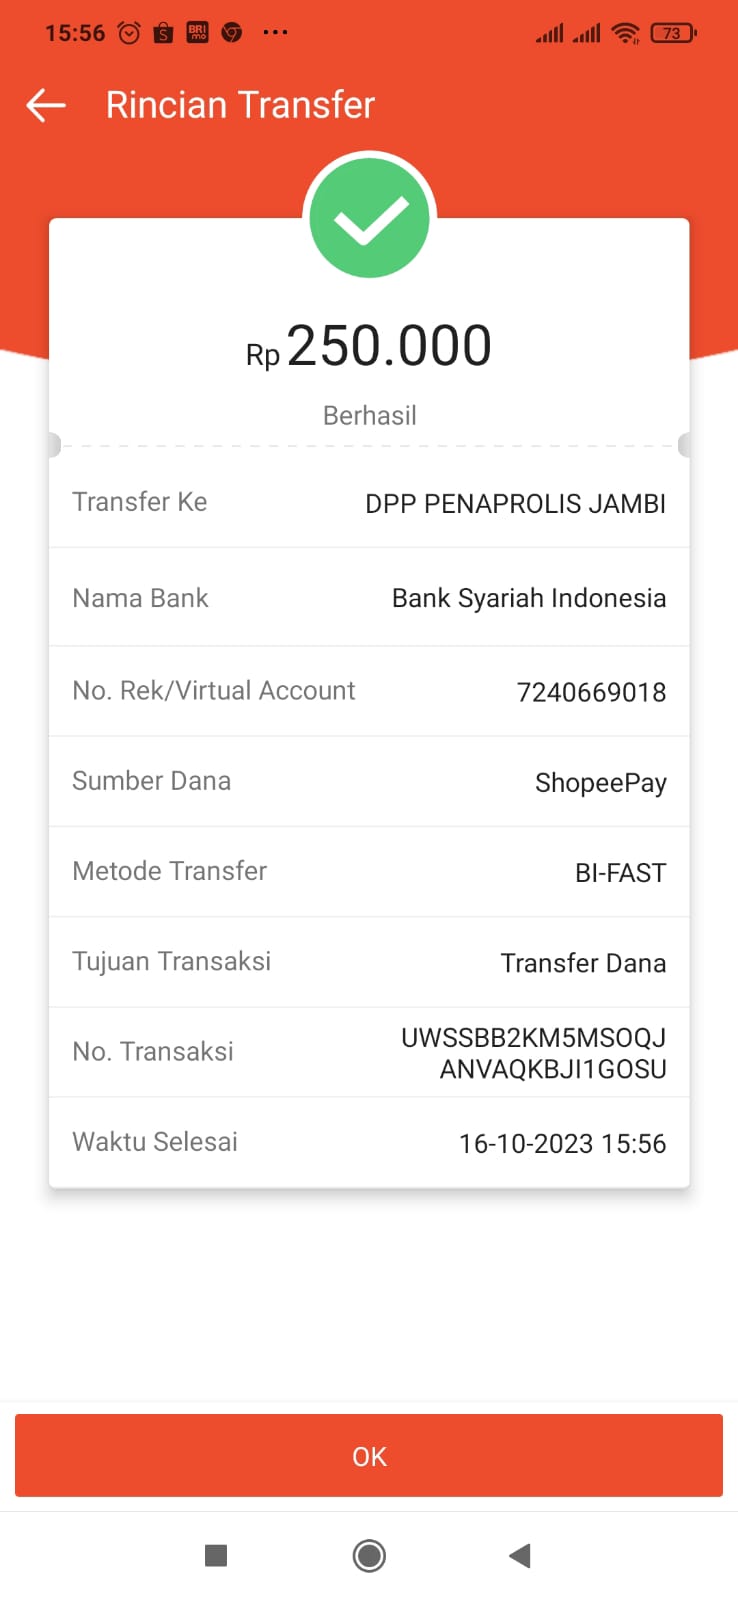 15:56
73
Rincian Transfer
Rp 250.000
Berhasil
Transfer Ke DPP PENAPROLIS JAMBI
Nama Bank Bank Syariah Indonesia
No. Rek/Virtual Account 7240669018
Sumber Dana ShopeePay
Metode Transfer BI-FAST
Tujuan Transaksi Transfer Dana
No. Transaksi UWSSBB2KM5MSOQJ
ANVAQKBJI1GOSU
Waktu Selesai 16-10-2023 15:56
OK